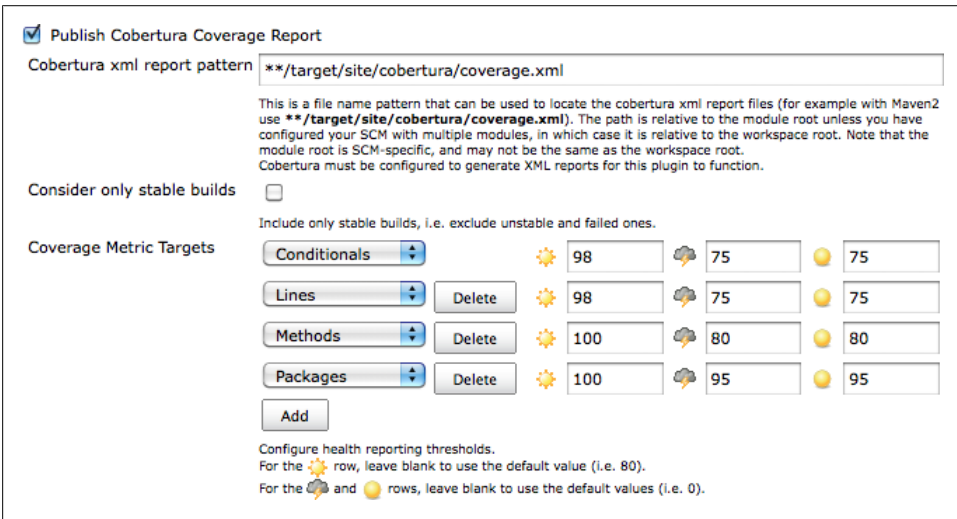 Publish Cobertura Coverage Report
Cobertura xml report pattern **/target/site/cobertura/coverage.xml
This is a file name pattern that can be used to locate the cobertura xml report files (for example with Maven2
use **/target/site/cobertura/coverage.xml). The path is relative to the module root unless you have
configured your SCM with multiple modules, in which case it is relative to the workspace root. Note that the
module root is SCM-specific, and may not be the same as the workspace root.
Cobertura must be configured to generate XML reports for this plugin to function.
Consider only stable builds
Include only stable builds, i.e. exclude unstable and failed ones.
Coverage Metric Targets Conditionals 98 75 75
Lines Delete 98 75 75
Methods Delete 100 80 80
Packages Delete 100 95 95
Add
Configure health reporting thresholds.
For the row, leave blank to use the default value (i.e. 80).
For the and rows, leave blank to use the default values (i.e. 0).